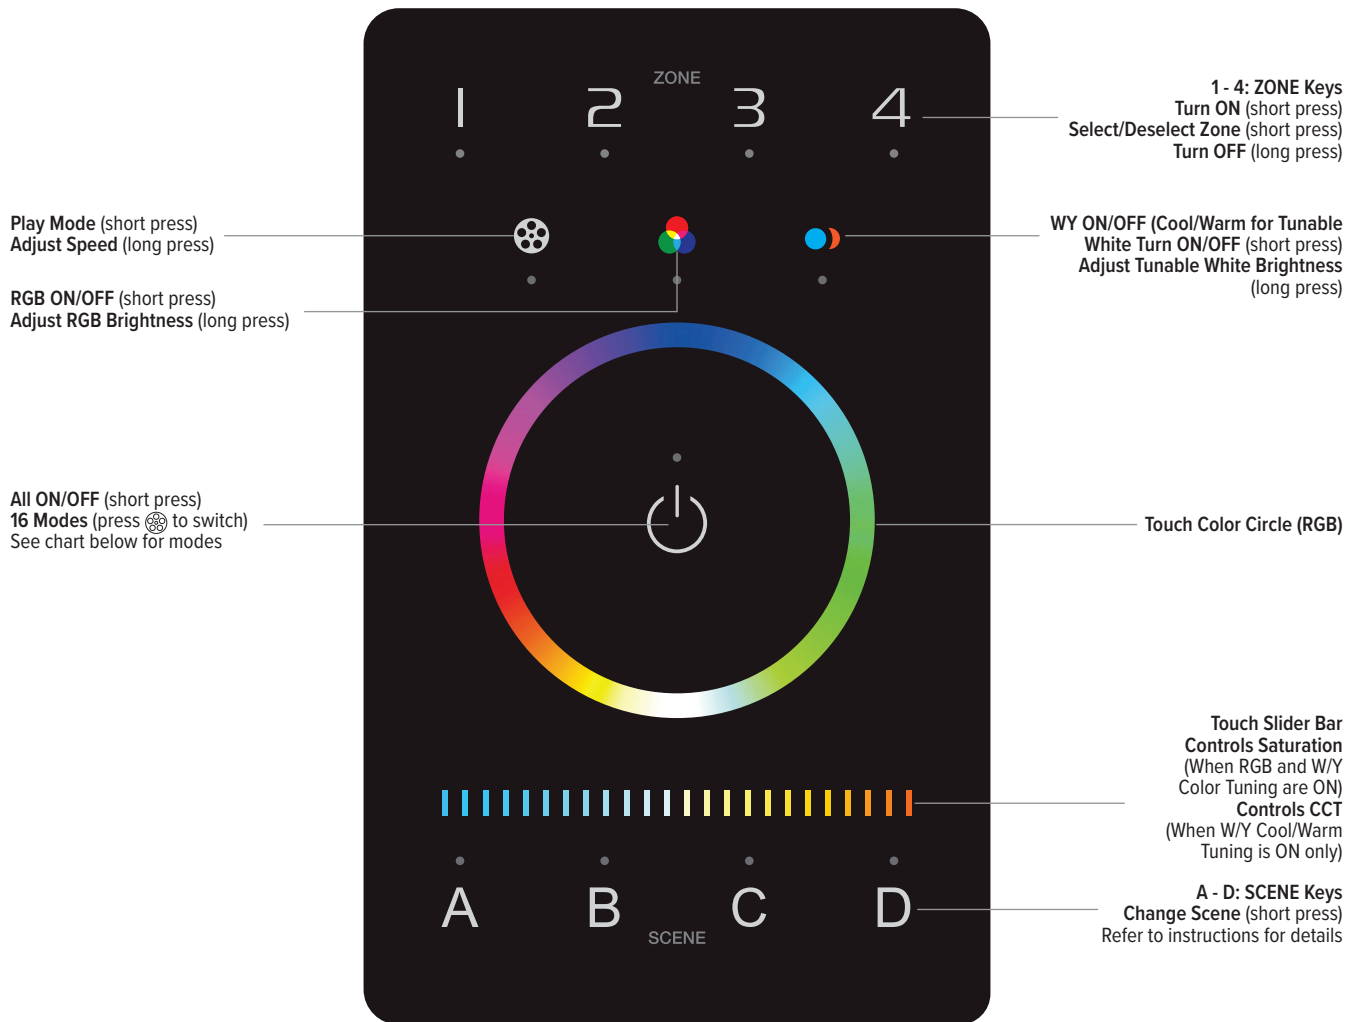 ZONE
1 2 3 4
1 - 4: ZONE Keys
Turn ON (short press)
Select/Deselect Zone (short press)
Turn OFF (long press)
Play Mode (short press)
Adjust Speed (long press)
WY ON/OFF (Cool/Warm for Tunable
White Turn ON/OFF (short press)
Adjust Tunable White Brightness
(long press)
RGB ON/OFF (short press)
Adjust RGB Brightness (long press)
All ON/OFF (short press)
16 Modes (press to switch)
See chart below for modes
Touch Color Circle (RGB)
Touch Slider Bar
Controls Saturation
(When RGB and W/Y
Color Tuning are ON)
Controls CCT
(When W/Y Cool/Warm
Tuning is ON only)
A B C D
SCENE
A - D: SCENE Keys
Change Scene (short press)
Refer to instructions for details